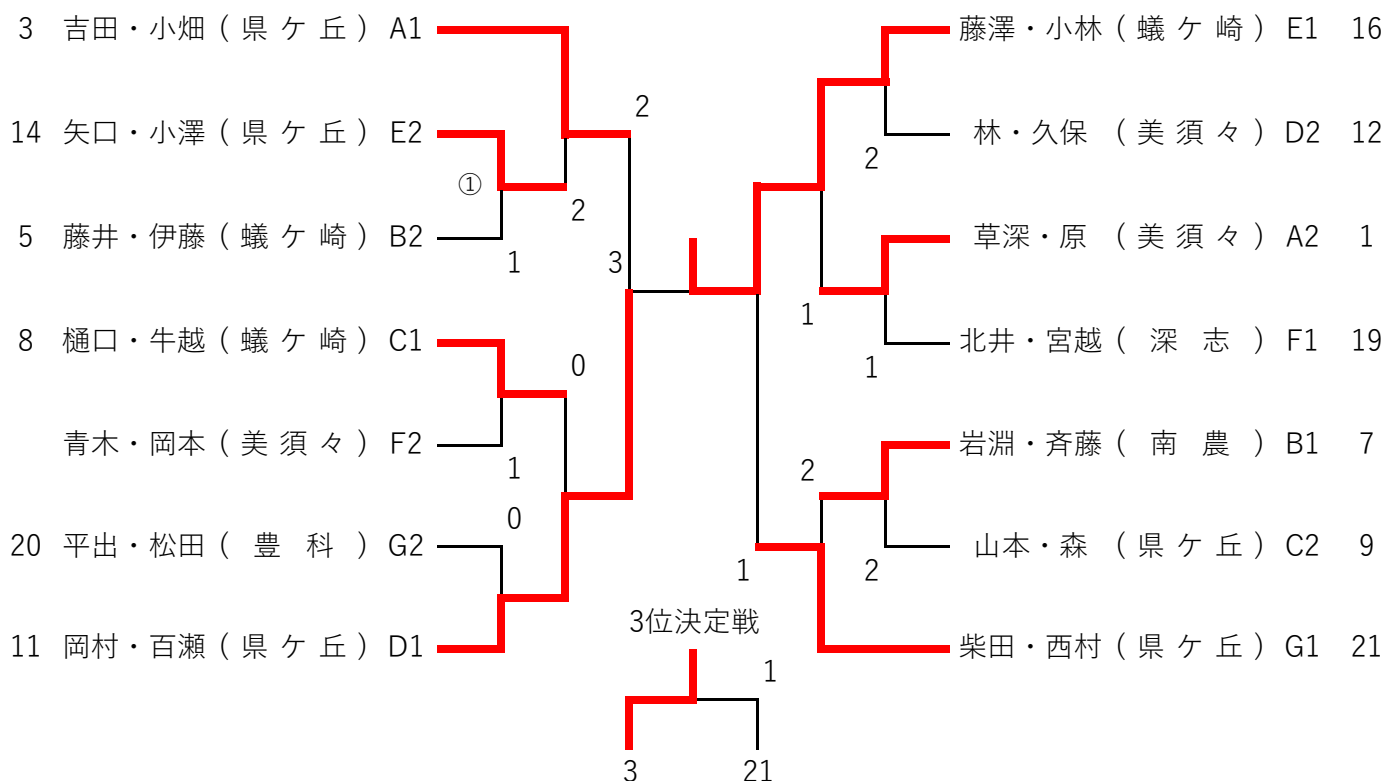 3 吉田・小畑 ( 県 ケ 丘 ) A1
14 矢口・小澤 ( 県 ケ 丘 ) E2
①
5 藤井・伊藤 ( 蟻 ケ 崎 ) B2
1
2
2
3
8 樋口・牛越 ( 蟻 ケ 崎 ) C1
0
青木・岡本 ( 美 須 々 ) F2
1
0
20 平出・松田 ( 豊 科 ) G2
11 岡村・百瀬 ( 県 ケ 丘 ) D1
藤澤・小林 ( 蟻 ケ 崎 ) E1 16
林・久保 ( 美 須 々 ) D2 12
2
草深・原 ( 美 須 々 ) A2 1
1
北井・宮越 ( 深 志 ) F1 19
1
岩淵・斉藤 ( 南 農 ) B1 7
2
山本・森 ( 県 ケ 丘 ) C2 9
1
2
柴田・西村 ( 県 ケ 丘 ) G1 21
3位決定戦
1
3 21